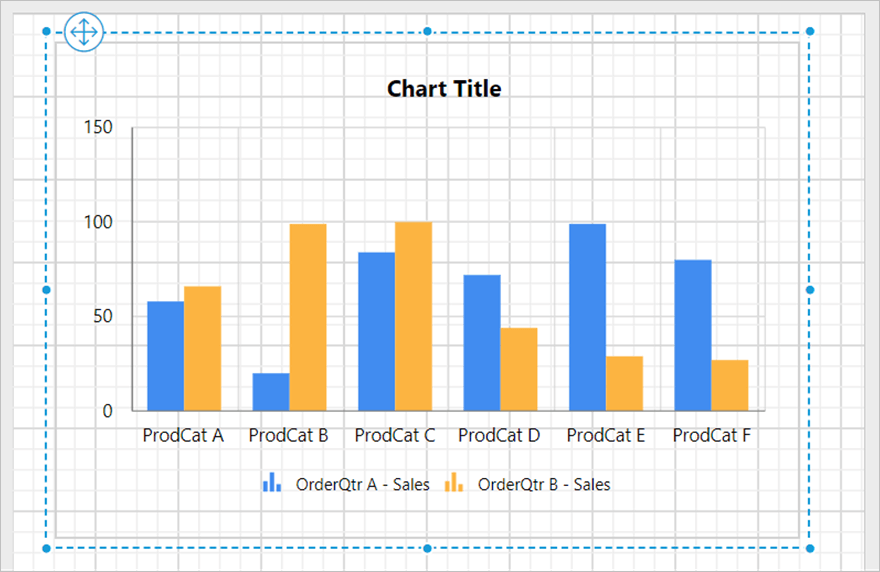 Chart Title
150
100
50
0
ProdCat A ProdCat B ProdCat C ProdCat D ProdCat E ProdCat F
OrderQtr A - Sales OrderQtr B - Sales